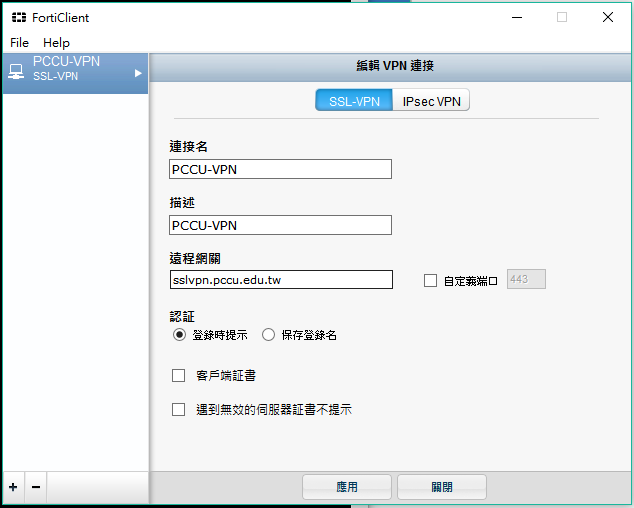 FortiClient
File Help
PCCU-VPN
SSL-VPN
編輯 VPN 連接
SSL-VPN IPsec VPN
連接名
PCCU-VPN
描述
PCCU-VPN
遠程網關
sslvpn.pccu.edu.tw 自定義端口 443
認証
登錄時提示 保存登錄名
客戶端証書
遇到無效的伺服器証書不提示
+ − 應用 關閉